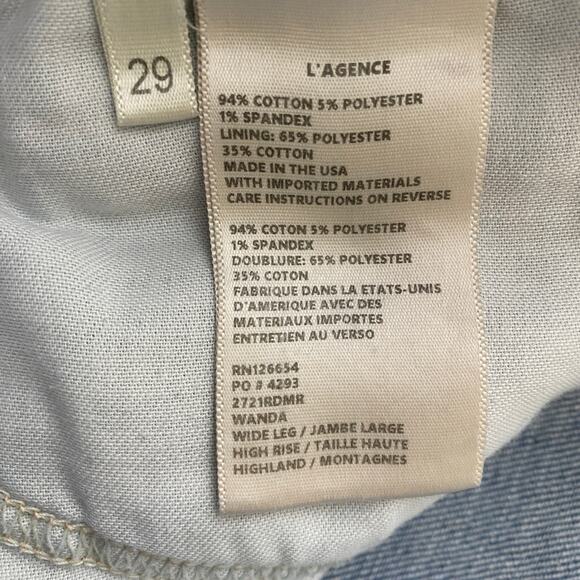 29
L'AGENCE
94% COTTON 5% POLYESTER
1% SPANDEX
LINING: 65% POLYESTER
35% COTTON
MADE IN THE USA
WITH IMPORTED MATERIALS
CARE INSTRUCTIONS ON REVERSE
94% COTON 5% POLYESTER
1% SPANDEX
DOUBLURE: 65% POLYESTER
35% COTON
FABRIQUE DANS LA ETATS-UNIS
D'AMERIQUE AVEC DES
MATERIAUX IMPORTES
ENTRETIEN AU VERSO
RN126654
PO # 4293
2721RDMR
WANDA
WIDE LEG / JAMBE LARGE
HIGH RISE / TAILLE HAUTE
HIGHLAND / MONTAGNES